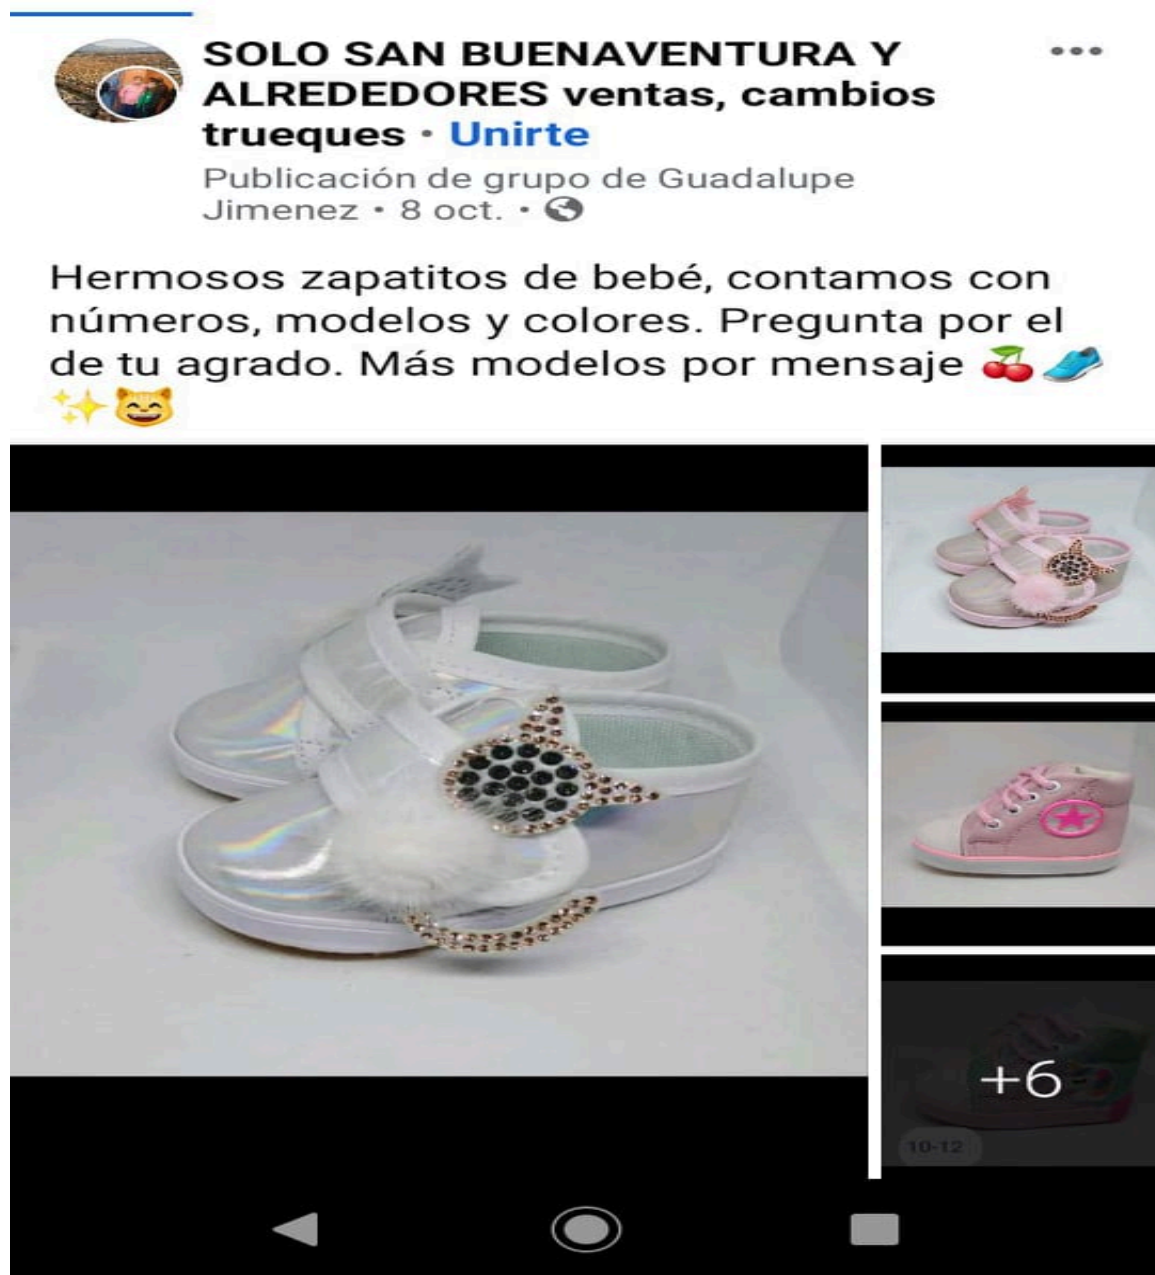 SOLO SAN BUENAVENTURA Y
ALREDEDORES ventas, cambios
trueques • Unirte
Publicación de grupo de Guadalupe
Jimenez • 8 oct. •
Hermosos zapatitos de bebé, contamos con
números, modelos y colores. Pregunta por el
de tu agrado. Más modelos por mensaje 🍒👟
✨😸
+6
10-12